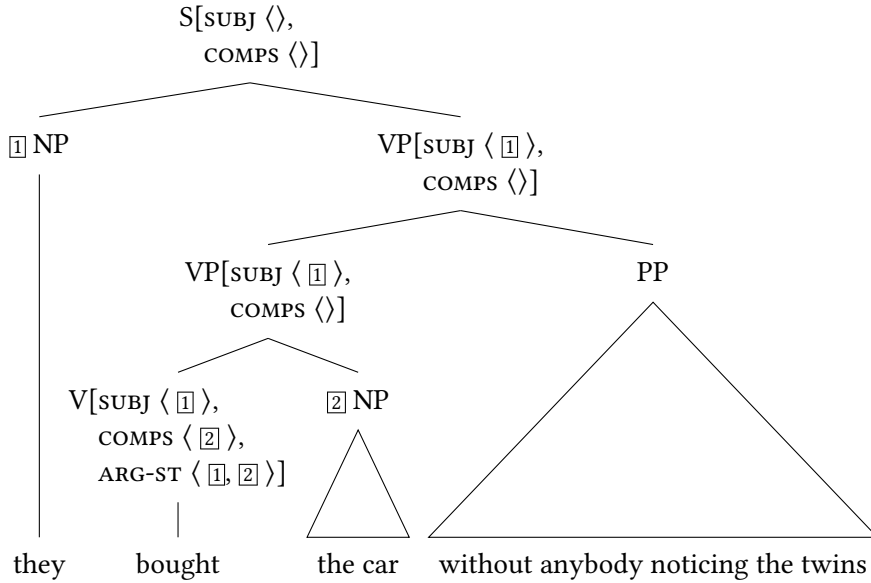 S[SUBJ ⟨⟩,
COMPS ⟨⟩]
1 NP
VP[SUBJ ⟨ 1 ⟩,
COMPS ⟨⟩]
VP[SUBJ ⟨ 1 ⟩,
COMPS ⟨⟩]
PP
V[SUBJ ⟨ 1 ⟩,
COMPS ⟨ 2 ⟩,
ARG-ST ⟨ 1, 2 ⟩]
2 NP
they bought the car without anybody noticing the twins